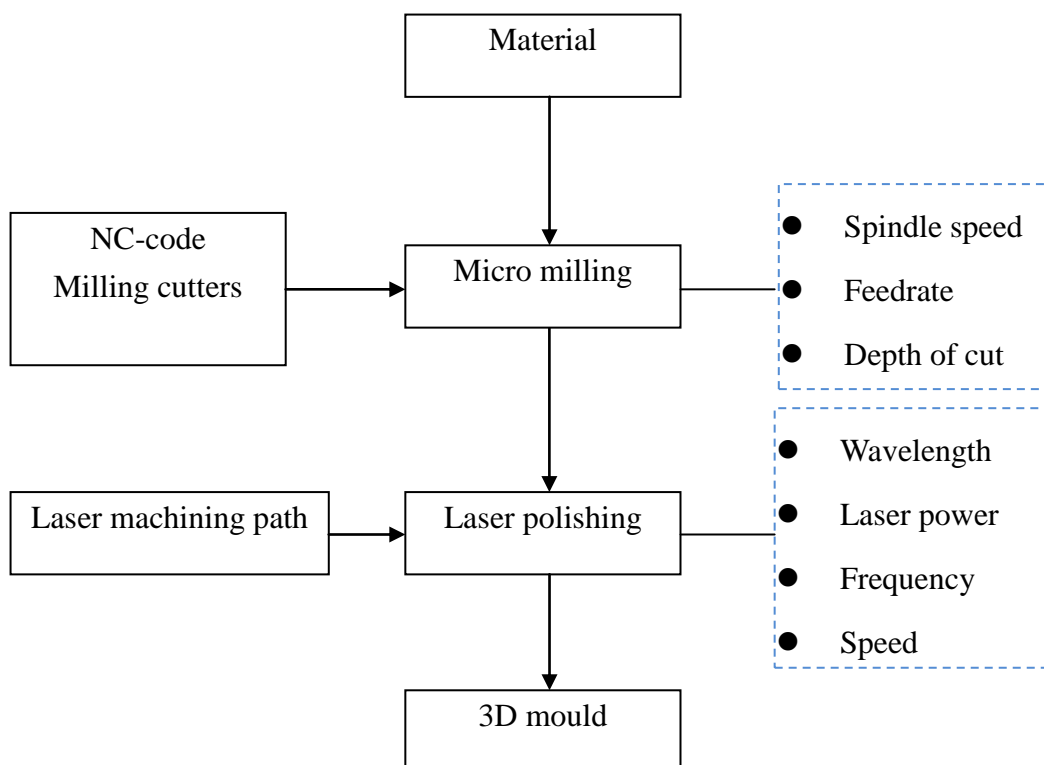 Material
NC-code
Milling cutters
Micro milling
● Spindle speed
● Feedrate
● Depth of cut
Laser machining path
Laser polishing
● Wavelength
● Laser power
● Frequency
● Speed
3D mould